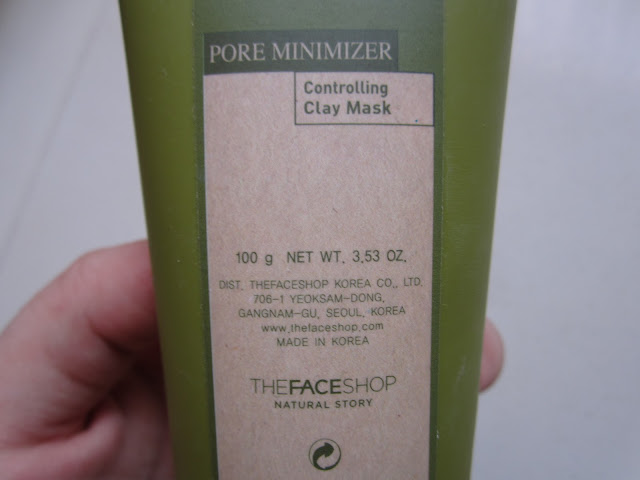 PORE MINIMIZER
Controlling
Clay Mask
100 g NET WT. 3.53 OZ.
DIST. THEFACESHOP KOREA CO., LTD.
706-1 YEOKSAM-DONG,
GANGNAM-GU, SEOUL, KOREA
www.thefaceshop.com
MADE IN KOREA
THEFACESHOP
NATURAL STORY